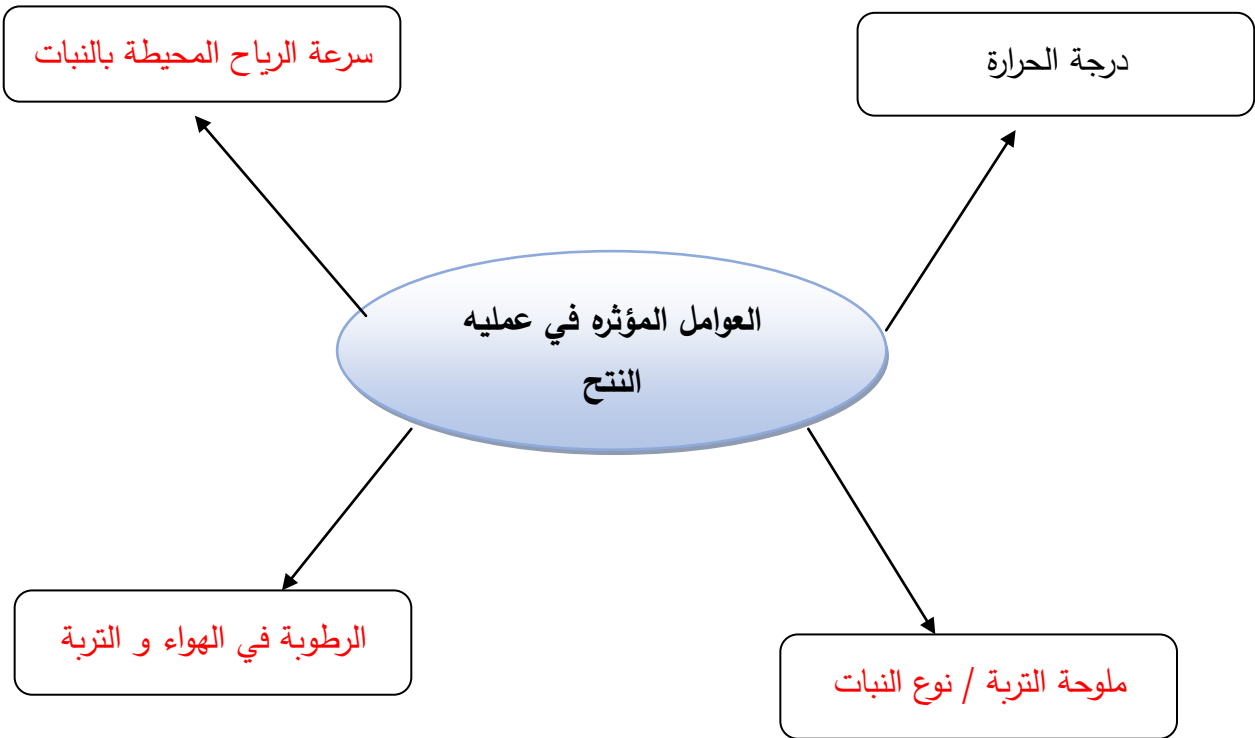 درجة الحرارة
سرعة الرياح المحيطة بالنبات
العوامل المؤثره في عمليه
النتح
الرطوبة في الهواء و التربة
ملوحة التربة / نوع النبات